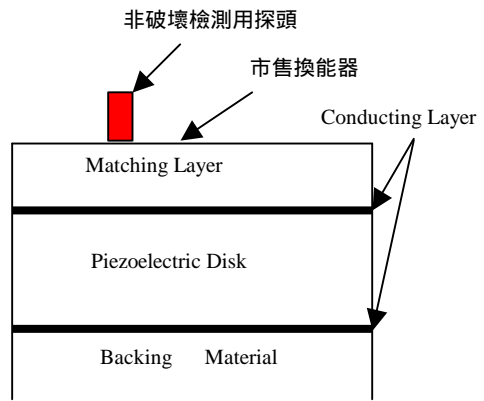 非破壞檢測用探頭
市售換能器
Conducting Layer
Matching Layer
Piezoelectric Disk
Backing Material